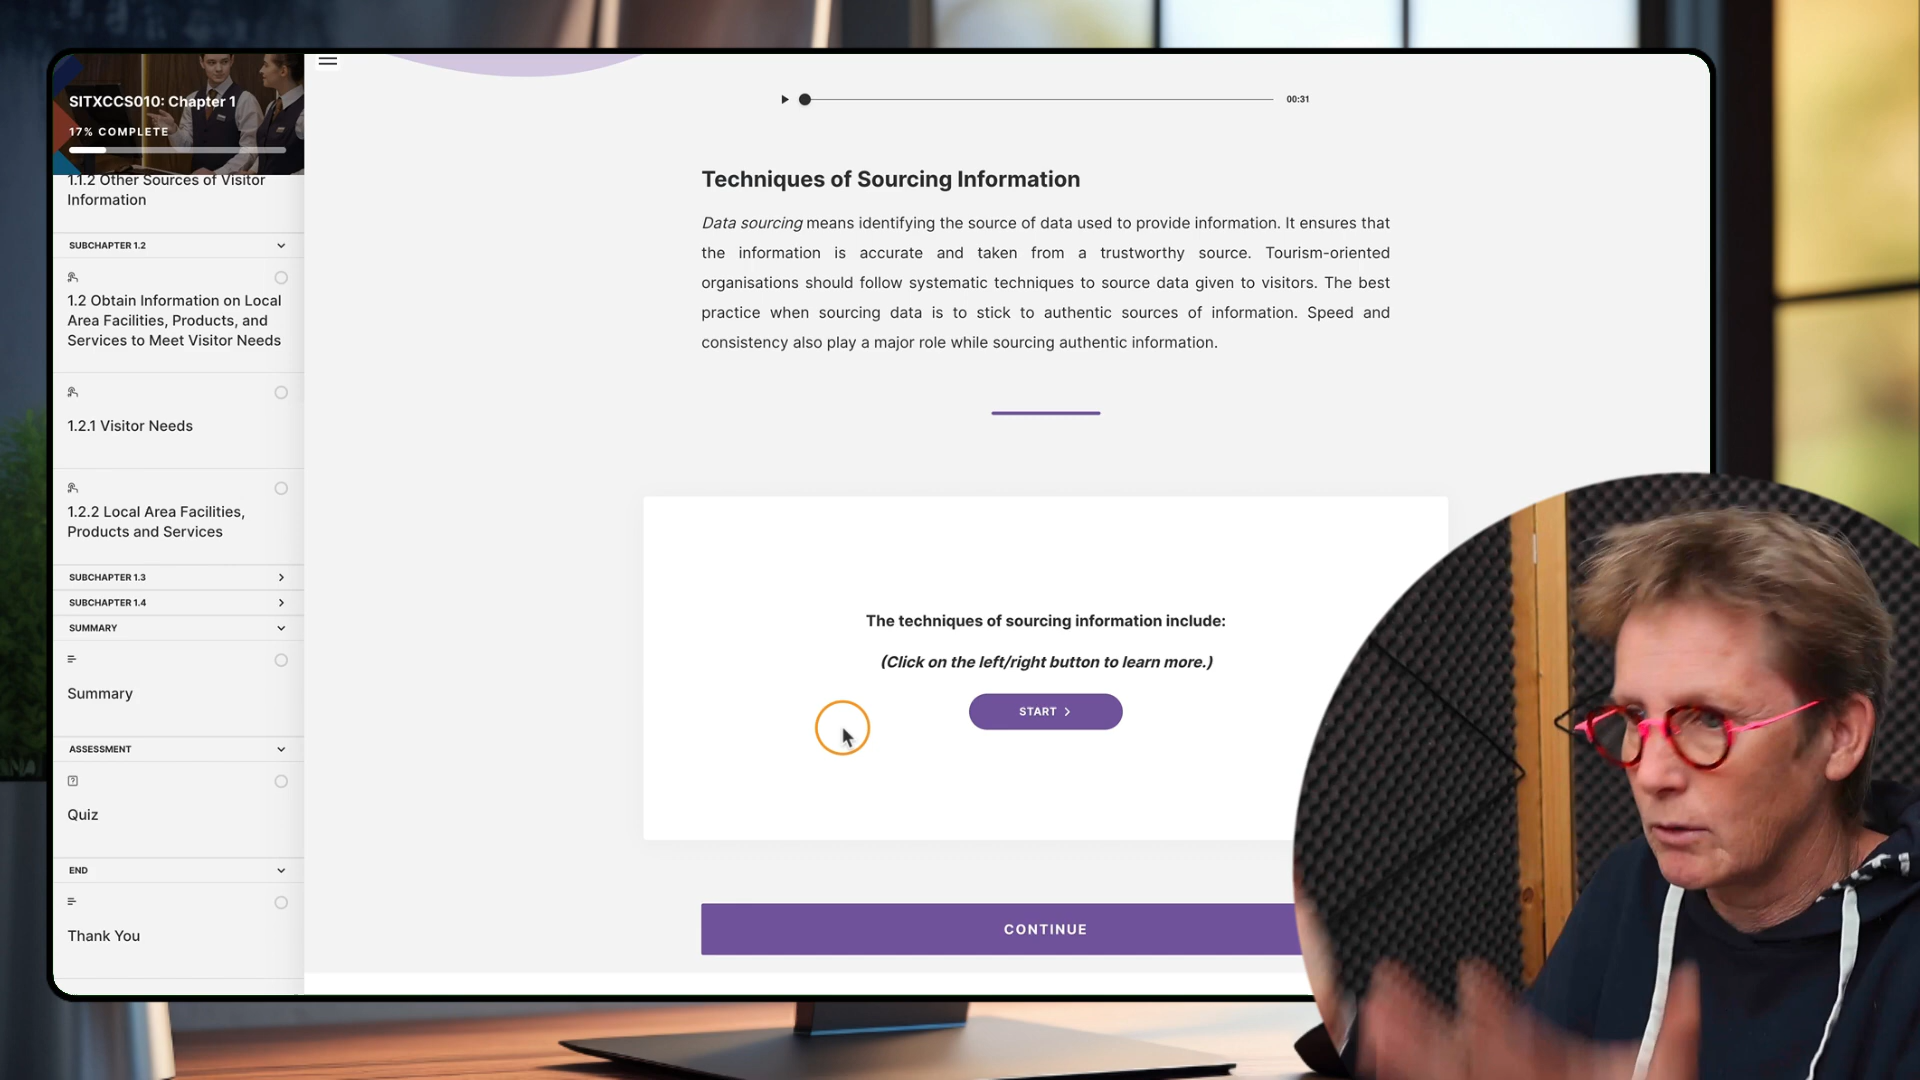 SITXCCS010: Chapter 1
17% COMPLETE
1.1.2 Other Sources of Visitor
Information
SUBCHAPTER 1.2
1.2 Obtain Information on Local
Area Facilities, Products, and
Services to Meet Visitor Needs
1.2.1 Visitor Needs
1.2.2 Local Area Facilities,
Products and Services
SUBCHAPTER 1.3
SUBCHAPTER 1.4
SUMMARY
Summary
ASSESSMENT
Quiz
END
Thank You
00:31
Techniques of Sourcing Information
Data sourcing means identifying the source of data used to provide information. It ensures that
the information is accurate and taken from a trustworthy source. Tourism-oriented
organisations should follow systematic techniques to source data given to visitors. The best
practice when sourcing data is to stick to authentic sources of information. Speed and
consistency also play a major role while sourcing authentic information.
The techniques of sourcing information include:
(Click on the left/right button to learn more.)
START
CONTINUE